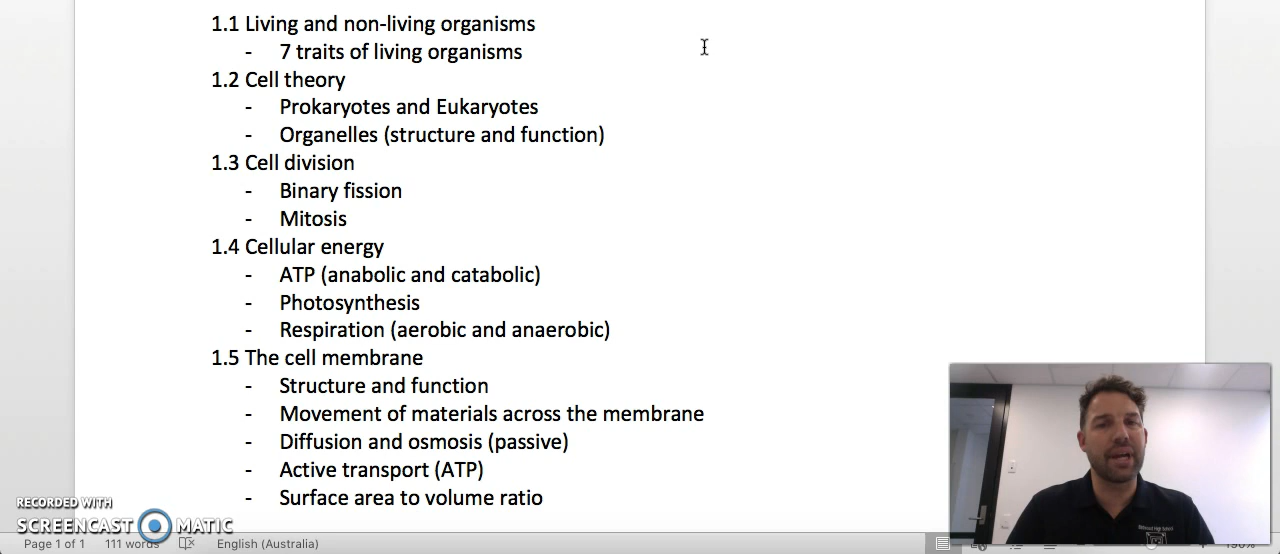 1.1 Living and non-living organisms
- 7 traits of living organisms
1.2 Cell theory
- Prokaryotes and Eukaryotes
- Organelles (structure and function)
1.3 Cell division
- Binary fission
- Mitosis
1.4 Cellular energy
- ATP (anabolic and catabolic)
- Photosynthesis
- Respiration (aerobic and anaerobic)
1.5 The cell membrane
- Structure and function
- Movement of materials across the membrane
- Diffusion and osmosis (passive)
- Active transport (ATP)
- Surface area to volume ratio
RECORDED WITH
SCREENCAST MATIC
Page 1 of 1 111 words English (Australia)